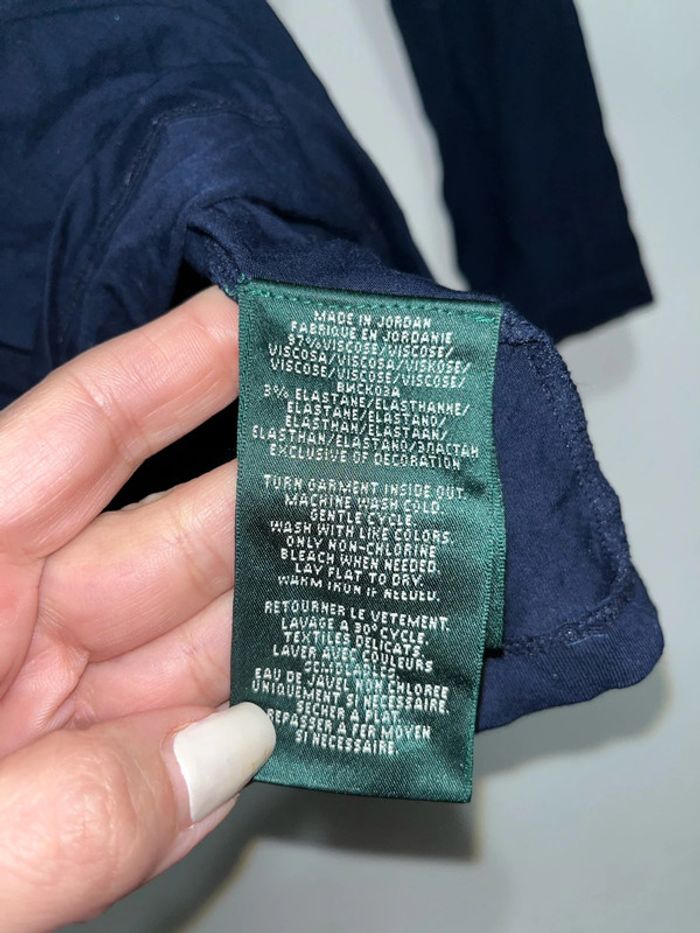 MADE IN JORDAN
FABRIQUE EN JORDANIE
97% VISCOSE/VISCOSE/
VISCOSA/VISCOSA/VISKOSE/
VISCOSE/VISCOSE/VISCOSE/
ВИСКОЗА
3% ELASTANE/ELASTHANNE/
ELASTANE/ELASTANO/
ELASTHAN/ELASTAAN/
ELASTHAN/ELASTANO/ЭЛАСТАН
EXCLUSIVE OF DECORATION
TURN GARMENT INSIDE OUT.
MACHINE WASH COLD.
GENTLE CYCLE.
WASH WITH LIKE COLORS.
ONLY NON-CHLORINE
BLEACH WHEN NEEDED.
LAY FLAT TO DRY.
WARM IRON IF NEEDED.
RETOURNER LE VETEMENT.
LAVAGE A 30° CYCLE.
TEXTILES DELICATS.
LAVER AVEC COULEURS
EAU DE JAVEL NON CHLOREE
UNIQUEMENT SI NECESSAIRE.
SECHER A PLAT.
REPASSER A FER MOYEN
SI NECESSAIRE.